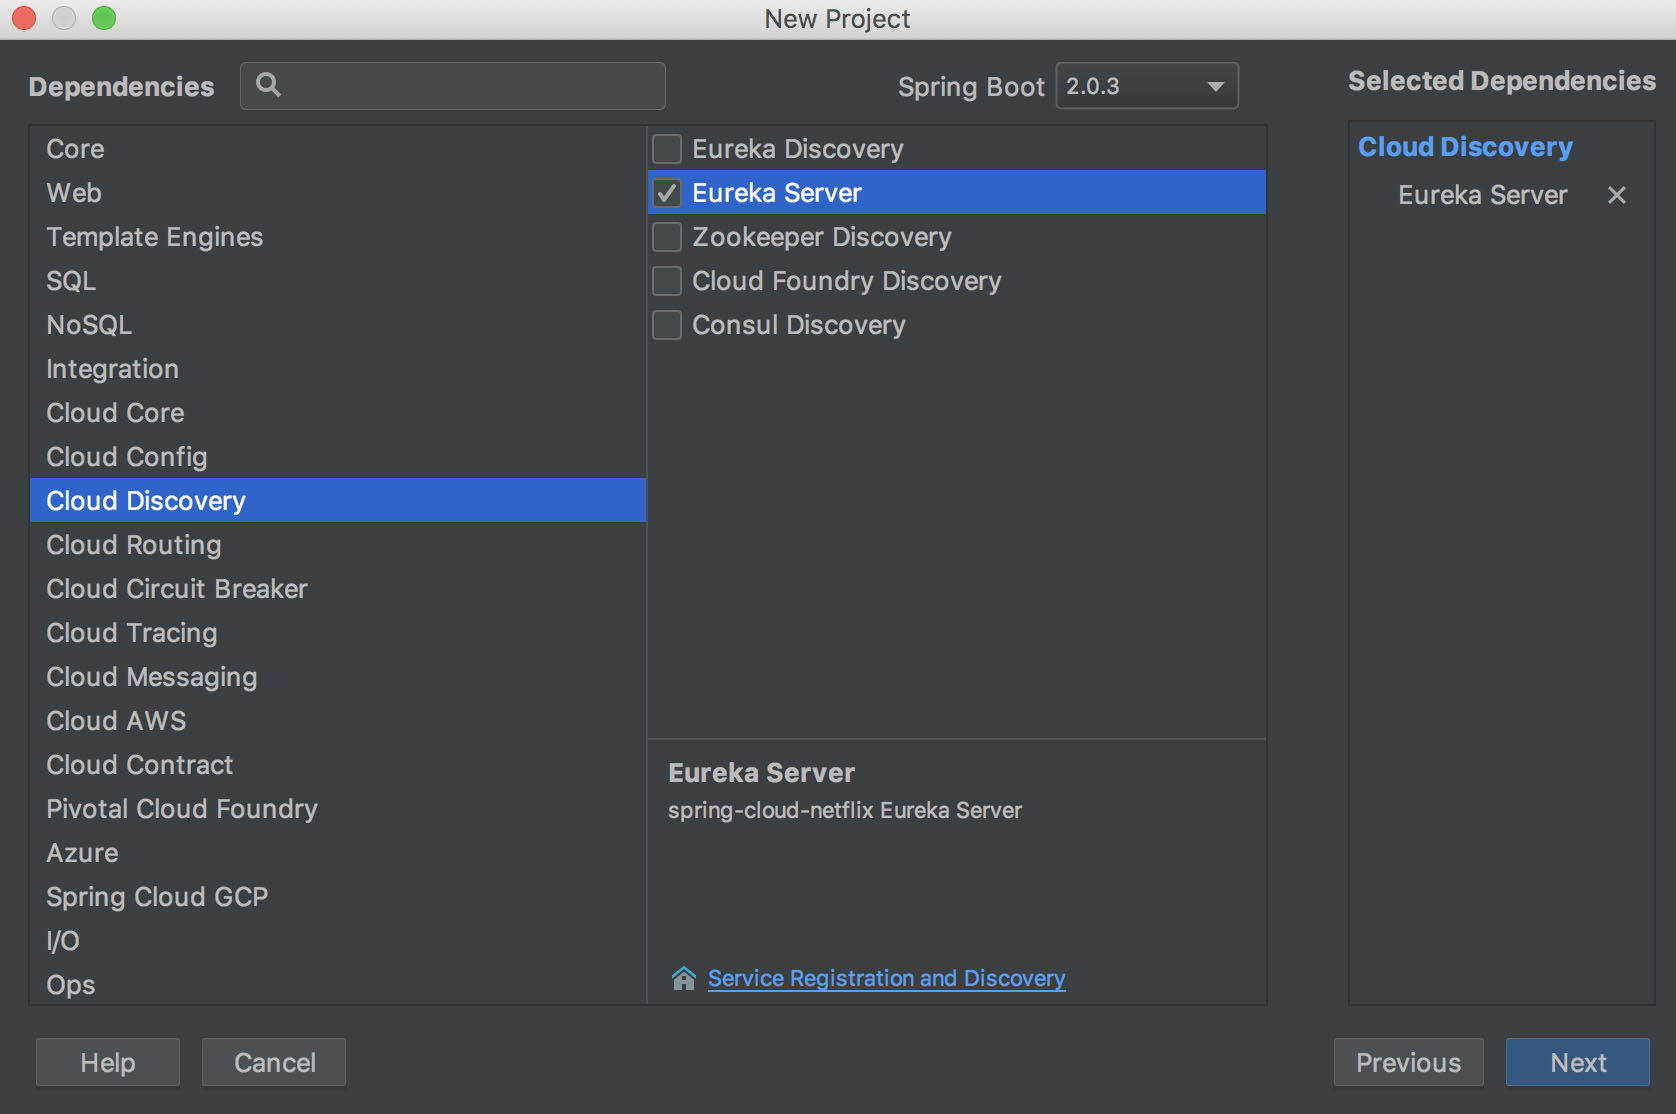 New Project
Dependencies
Spring Boot 2.0.3
Selected Dependencies
Core
Web
Template Engines
SQL
NoSQL
Integration
Cloud Core
Cloud Config
Cloud Discovery
Cloud Routing
Cloud Circuit Breaker
Cloud Tracing
Cloud Messaging
Cloud AWS
Cloud Contract
Pivotal Cloud Foundry
Azure
Spring Cloud GCP
I/O
Ops
Eureka Discovery
Eureka Server
Zookeeper Discovery
Cloud Foundry Discovery
Consul Discovery
Eureka Server
spring-cloud-netflix Eureka Server
Service Registration and Discovery
Cloud Discovery
Eureka Server
Help
Cancel
Previous
Next